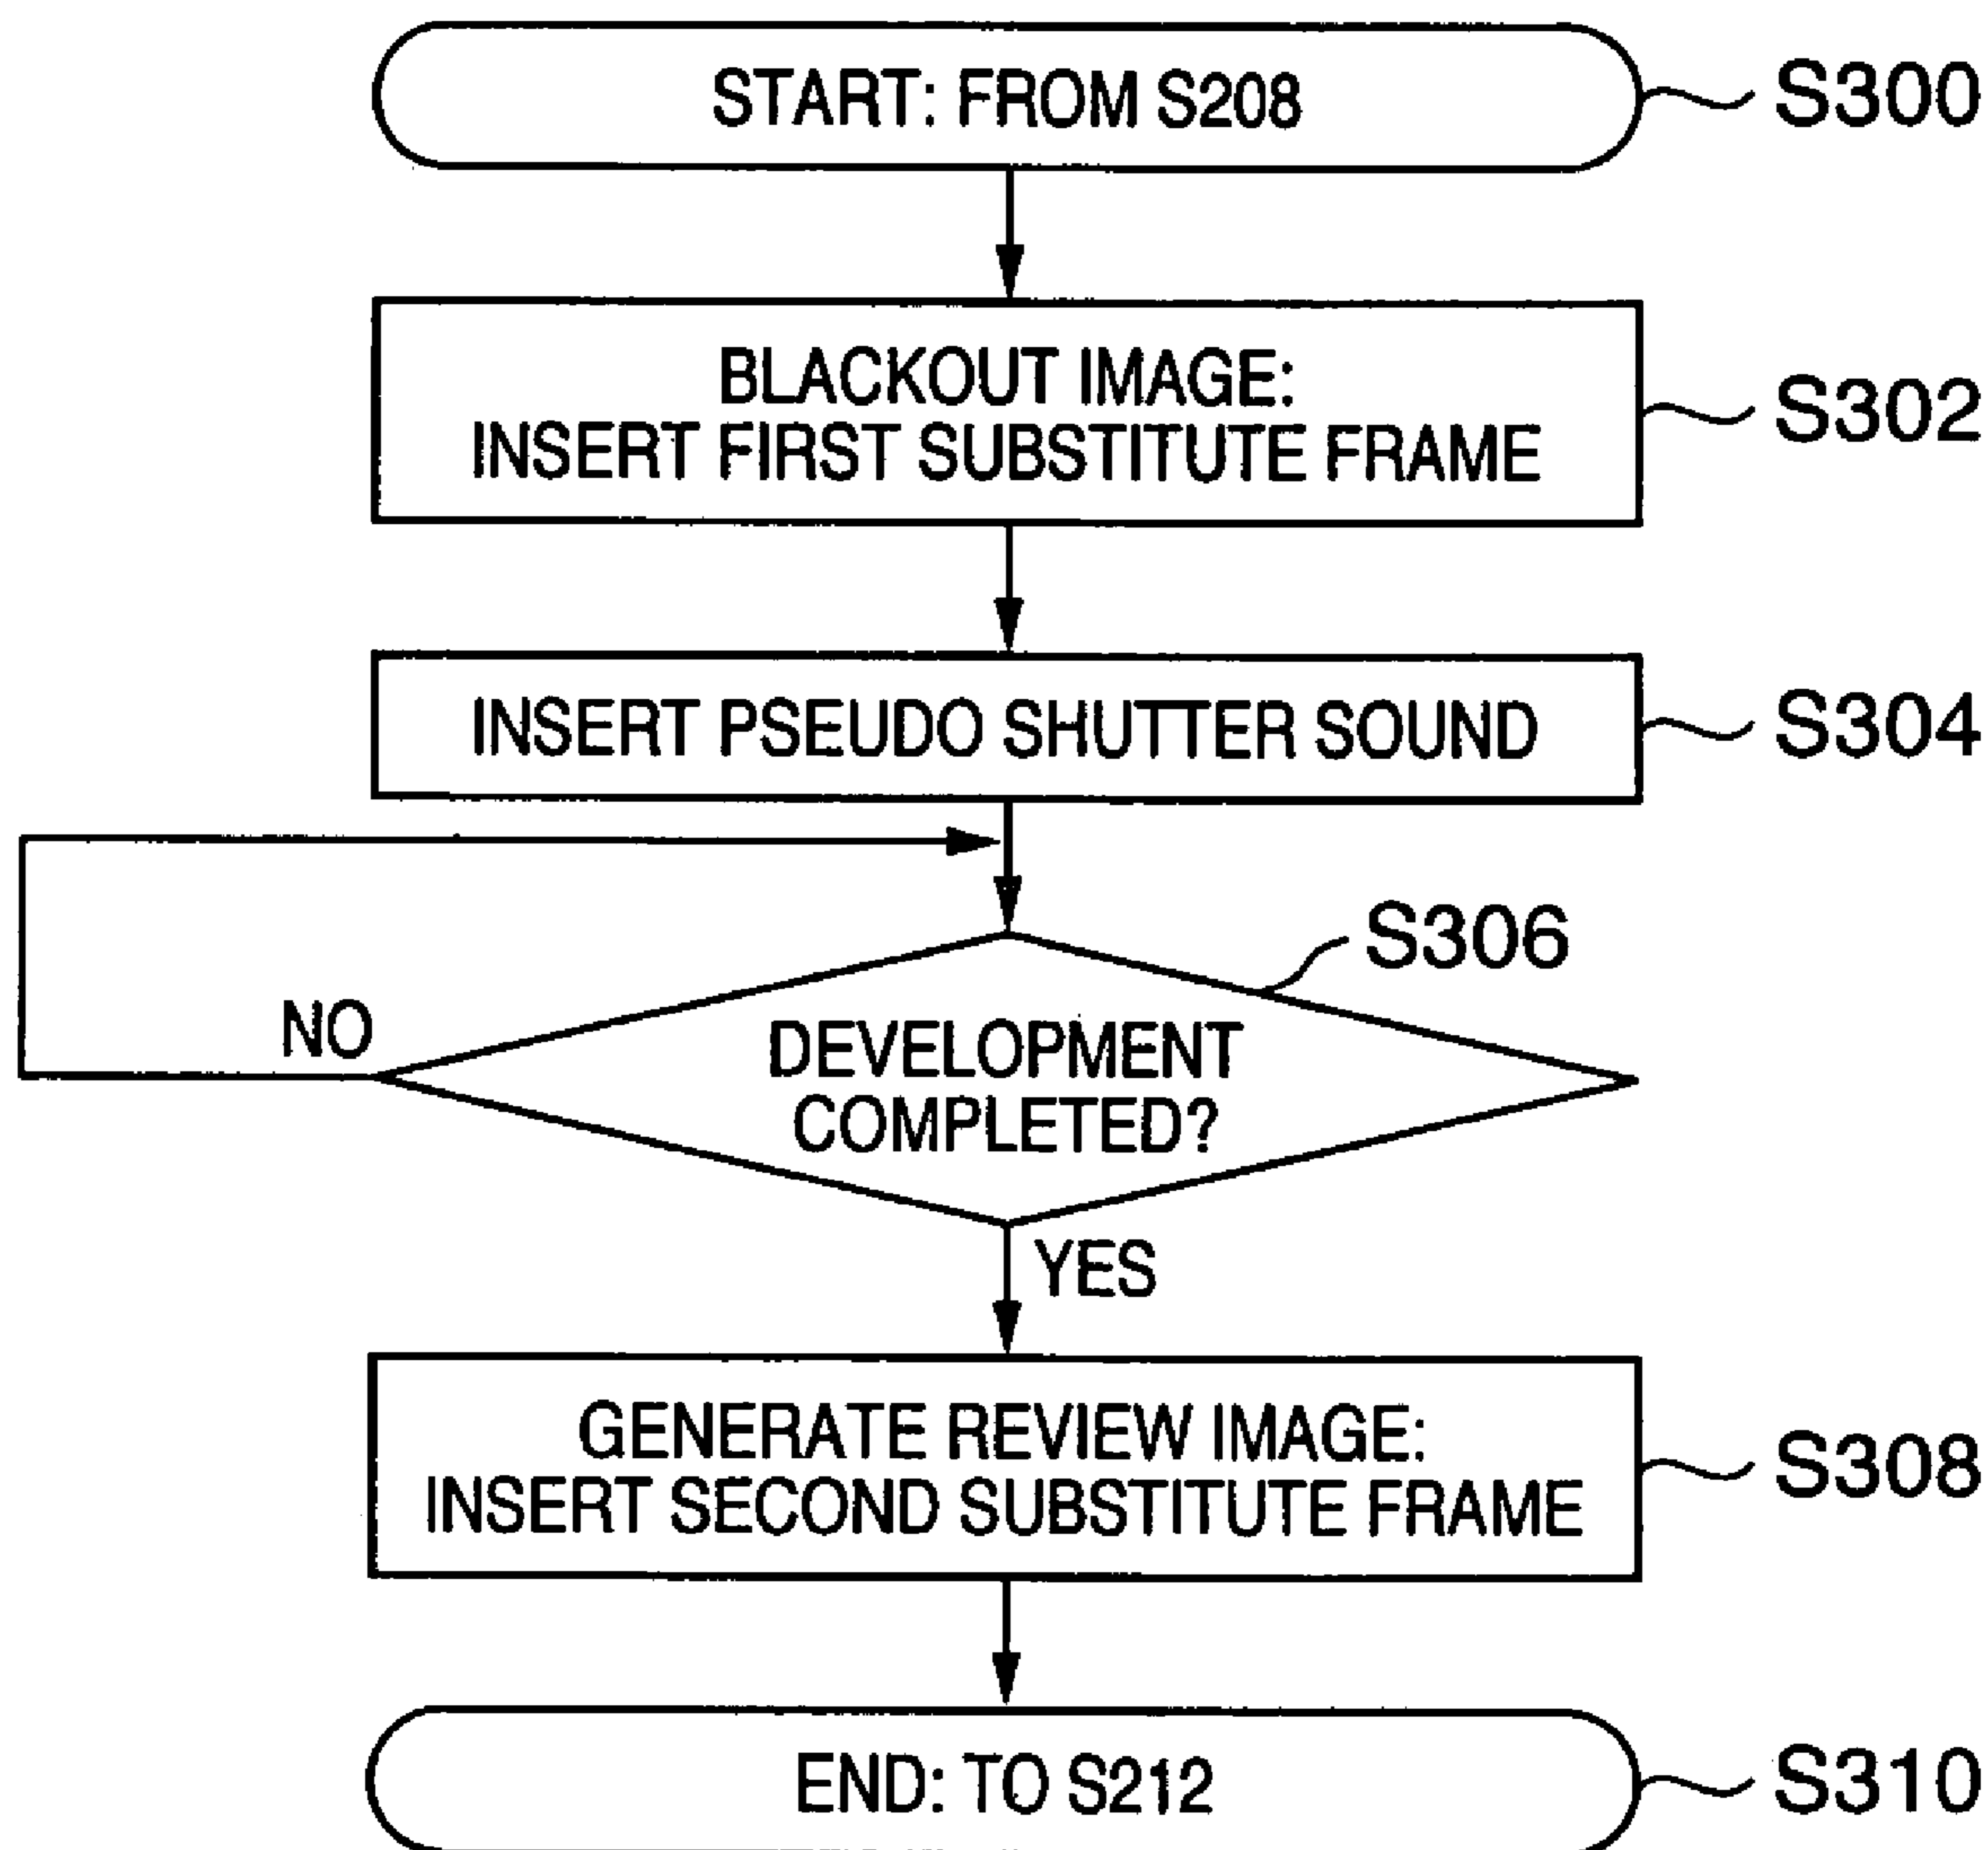 START: FROM S208
S300
BLACKOUT IMAGE:
INSERT FIRST SUBSTITUTE FRAME
S302
INSERT PSEUDO SHUTTER SOUND
S304
S306
NO
DEVELOPMENT
COMPLETED?
YES
GENERATE REVIEW IMAGE:
INSERT SECOND SUBSTITUTE FRAME
S308
END: TO S212
S310